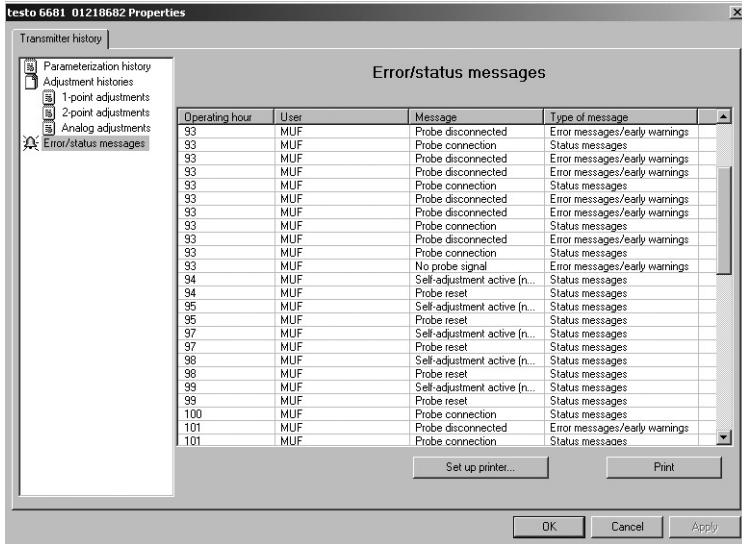 testo 6681 01218682 Properties
Transmitter history
Parameterization history
Adjustment histories
1-point adjustments
2-point adjustments
Analog adjustments
Error/status messages
Error/status messages
Operating hour User Message Type of message
93 MUF Probe disconnected Error messages/early warnings
93 MUF Probe connection Status messages
93 MUF Probe disconnected Error messages/early warnings
93 MUF Probe disconnected Error messages/early warnings
93 MUF Probe connection Status messages
93 MUF Probe disconnected Error messages/early warnings
93 MUF Probe disconnected Error messages/early warnings
93 MUF Probe connection Status messages
93 MUF Probe disconnected Error messages/early warnings
93 MUF Probe connection Status messages
93 MUF No probe signal Error messages/early warnings
94 MUF Self-adjustment active (n... Status messages
94 MUF Probe reset Status messages
95 MUF Self-adjustment active (n... Status messages
95 MUF Probe reset Status messages
97 MUF Self-adjustment active (n... Status messages
97 MUF Probe reset Status messages
98 MUF Self-adjustment active (n... Status messages
98 MUF Probe reset Status messages
99 MUF Self-adjustment active (n... Status messages
99 MUF Probe reset Status messages
100 MUF Probe connection Status messages
101 MUF Probe disconnected Error messages/early warnings
101 MUF Probe connection Status messages
Set up printer... Print
OK Cancel Apply